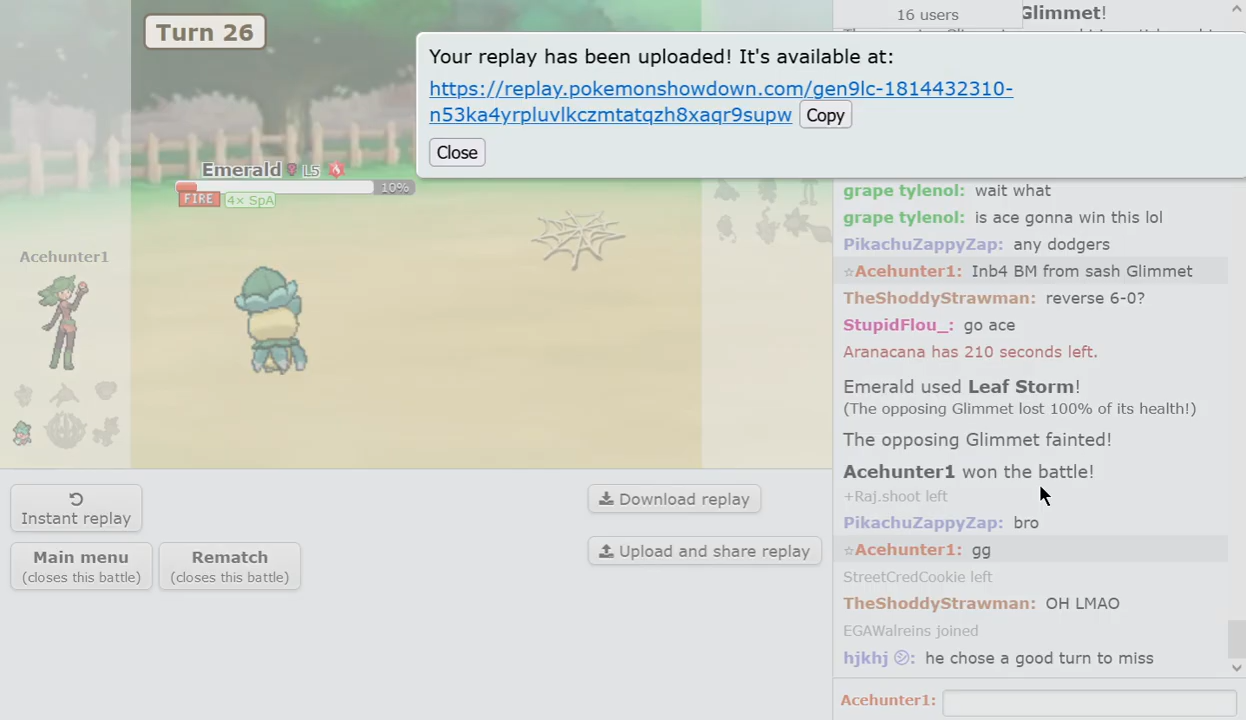 Turn 26
16 users
Glimmet!
Your replay has been uploaded! It's available at:
https://replay.pokemonshowdown.com/gen9lc-1814432310-
n53ka4yrpluvlkczmtatqzh8xaqr9supw Copy
Close
Emerald L5
10%
FIRE 4× SpA
Acehunter1
grape tylenol: wait what
grape tylenol: is ace gonna win this lol
PikachuZappyZap: any dodgers
☆Acehunter1: Inb4 BM from sash Glimmet
TheShoddyStrawman: reverse 6-0?
StupidFlou_: go ace
Aranacana has 210 seconds left.
Emerald used Leaf Storm!
(The opposing Glimmet lost 100% of its health!)
The opposing Glimmet fainted!
Acehunter1 won the battle!
+Raj.shoot left
PikachuZappyZap: bro
☆Acehunter1: gg
StreetCredCookie left
TheShoddyStrawman: OH LMAO
EGAWalreins joined
hjkhj: he chose a good turn to miss
Acehunter1:
Instant replay
Download replay
Main menu
(closes this battle)
Rematch
(closes this battle)
Upload and share replay